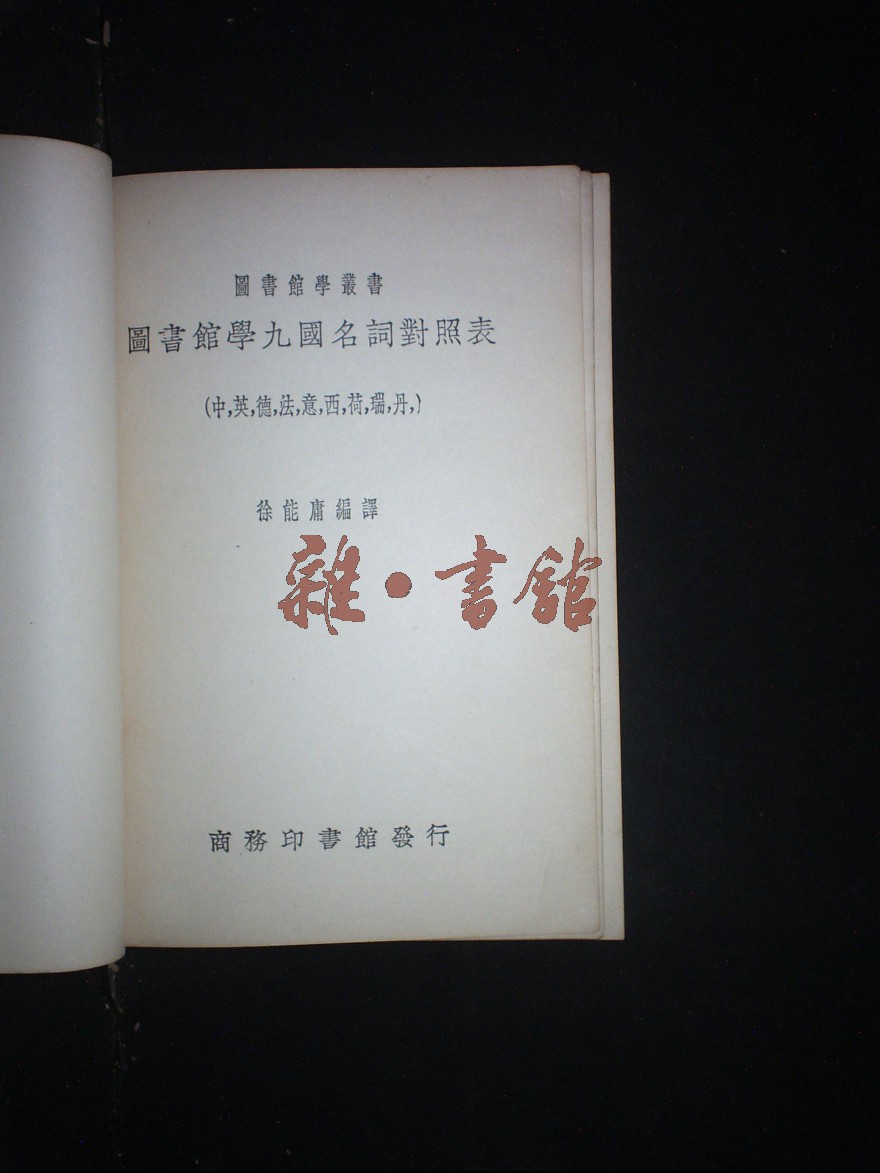 圖書館學叢書
圖書館學九國名詞對照表
(中,英,德,法,意,西,荷,瑞,丹,)
徐能庸編譯
雜·書館
商務印書館發行